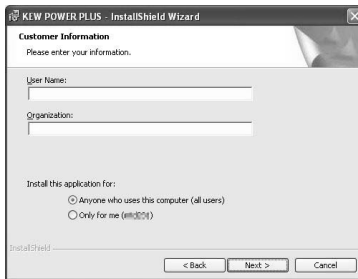 KEW POWER PLUS - InstallShield Wizard
Customer Information
Please enter your information.
User Name:
Organization:
Install this application for:
Anyone who uses this computer (all users)
Only for me (
InstallShield
< Back
Next >
Cancel